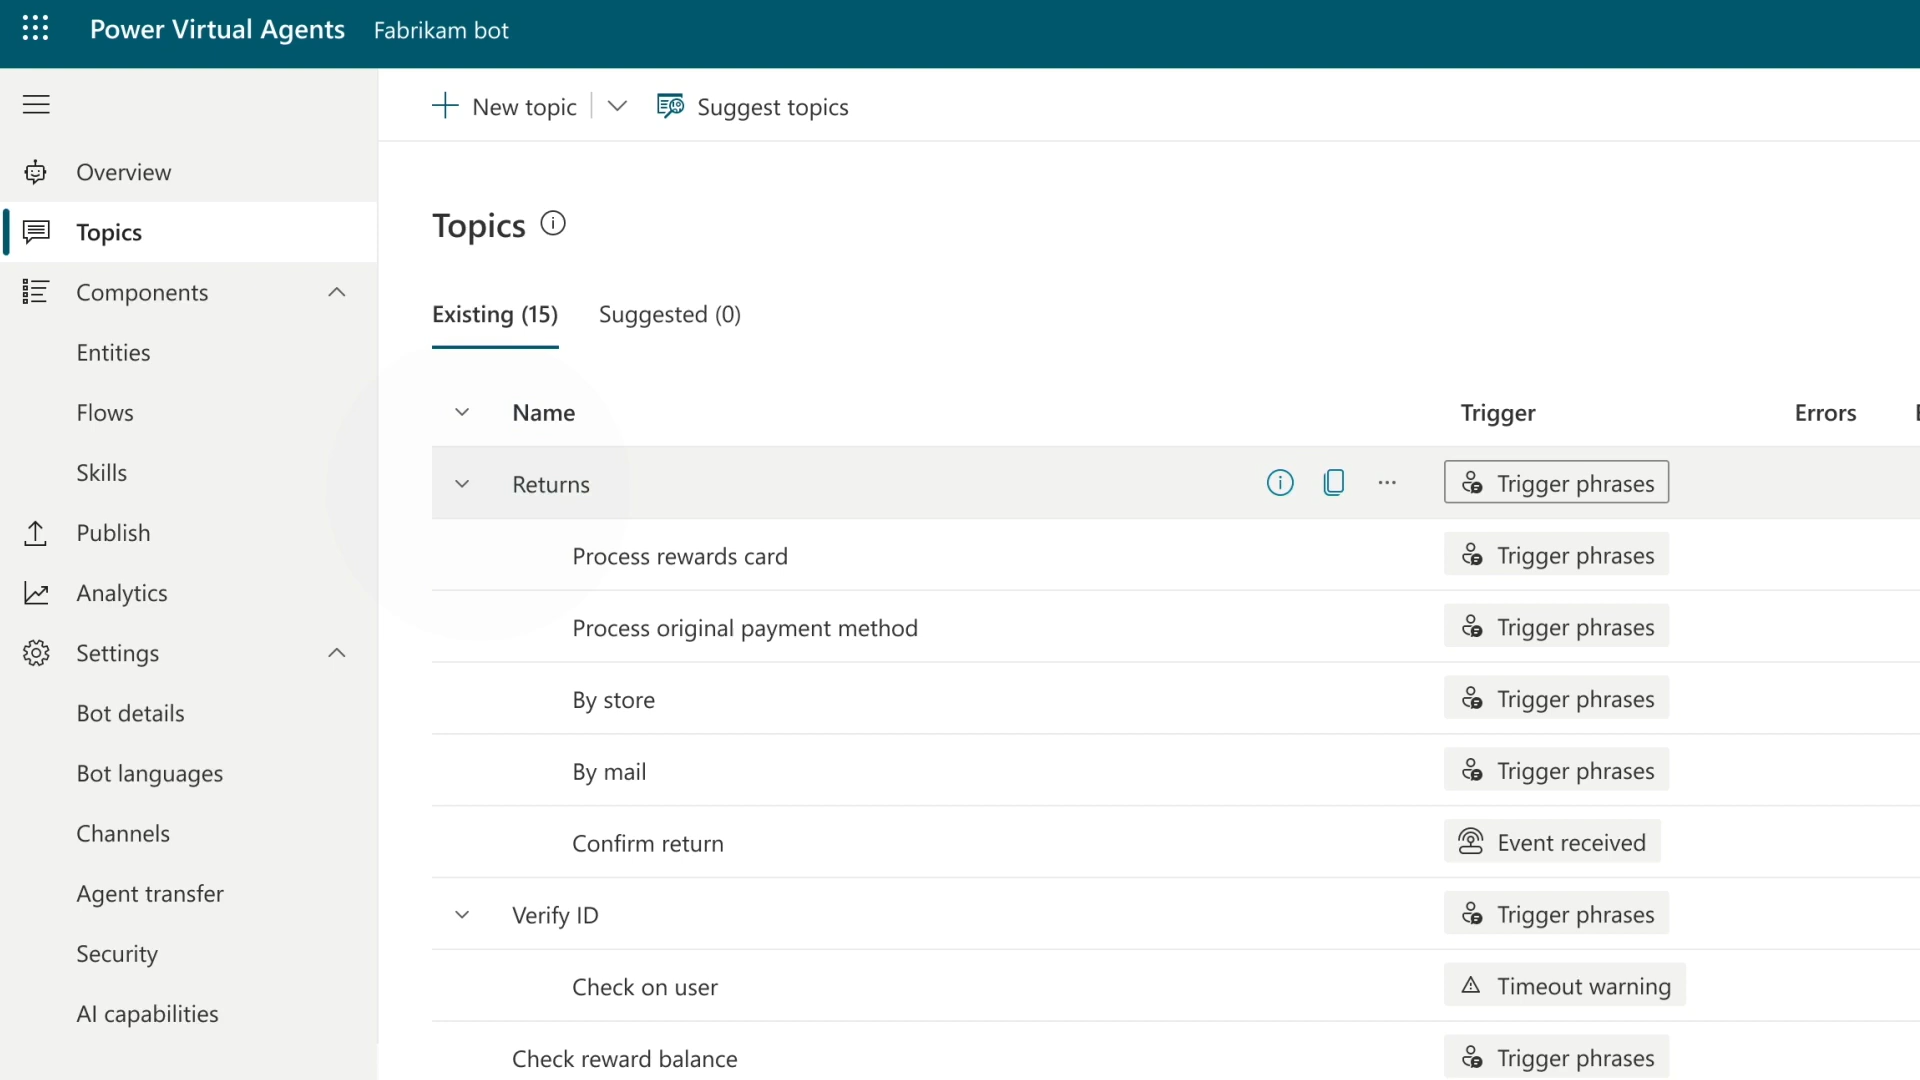 Power Virtual Agents Fabrikam bot
New topic Suggest topics
Overview
Topics
Components
Entities
Flows
Skills
Publish
Analytics
Settings
Bot details
Bot languages
Channels
Agent transfer
Security
AI capabilities
Topics
Existing (15) Suggested (0)
Name Trigger Errors
Returns Trigger phrases
Process rewards card Trigger phrases
Process original payment method Trigger phrases
By store Trigger phrases
By mail Trigger phrases
Confirm return Event received
Verify ID Trigger phrases
Check on user Timeout warning
Check reward balance Trigger phrases